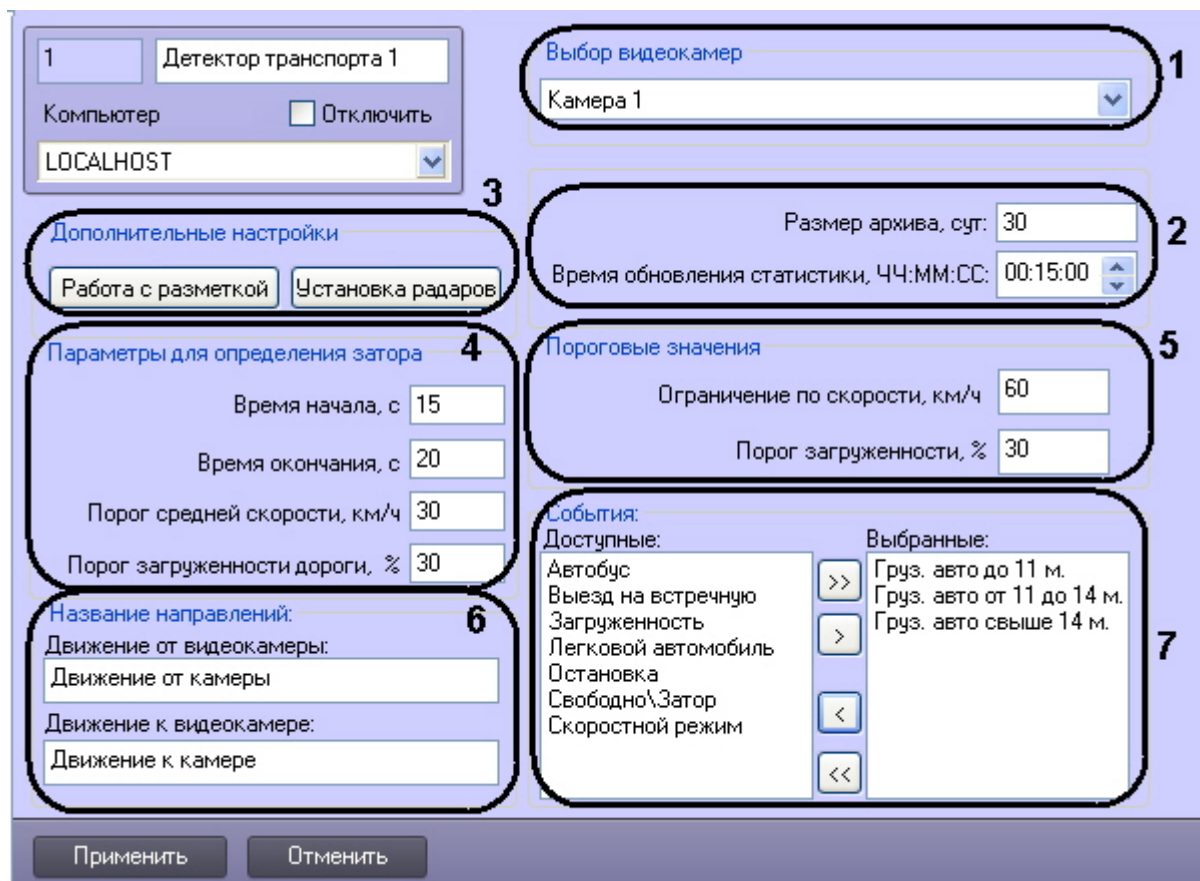 1
Детектор транспорта 1
Компьютер
Отключить
LOCALHOST
Выбор видеокамер
1
Камера 1
3
Дополнительные настройки
Работа с разметкой
Установка радаров
Размер архива, сут:
30
2
Время обновления статистики, ЧЧ:ММ:СС:
00:15:00
Параметры для определения затора
4
Время начала, с
15
Время окончания, с
20
Порог средней скорости, км/ч
30
Порог загруженности дороги, %
30
Пороговые значения
5
Ограничение по скорости, км/ч
60
Порог загруженности, %
30
Название направлений:
6
Движение от видеокамеры:
Движение от камеры
Движение к видеокамере:
Движение к камере
События:
Доступные:
Выбранные:
Автобус
Выезд на встречную
Загруженность
Легковой автомобиль
Остановка
Свободно\Затор
Скоростной режим
>>
>
<
<<
Груз. авто до 11 м.
Груз. авто от 11 до 14 м.
Груз. авто свыше 14 м.
7
Применить
Отменить